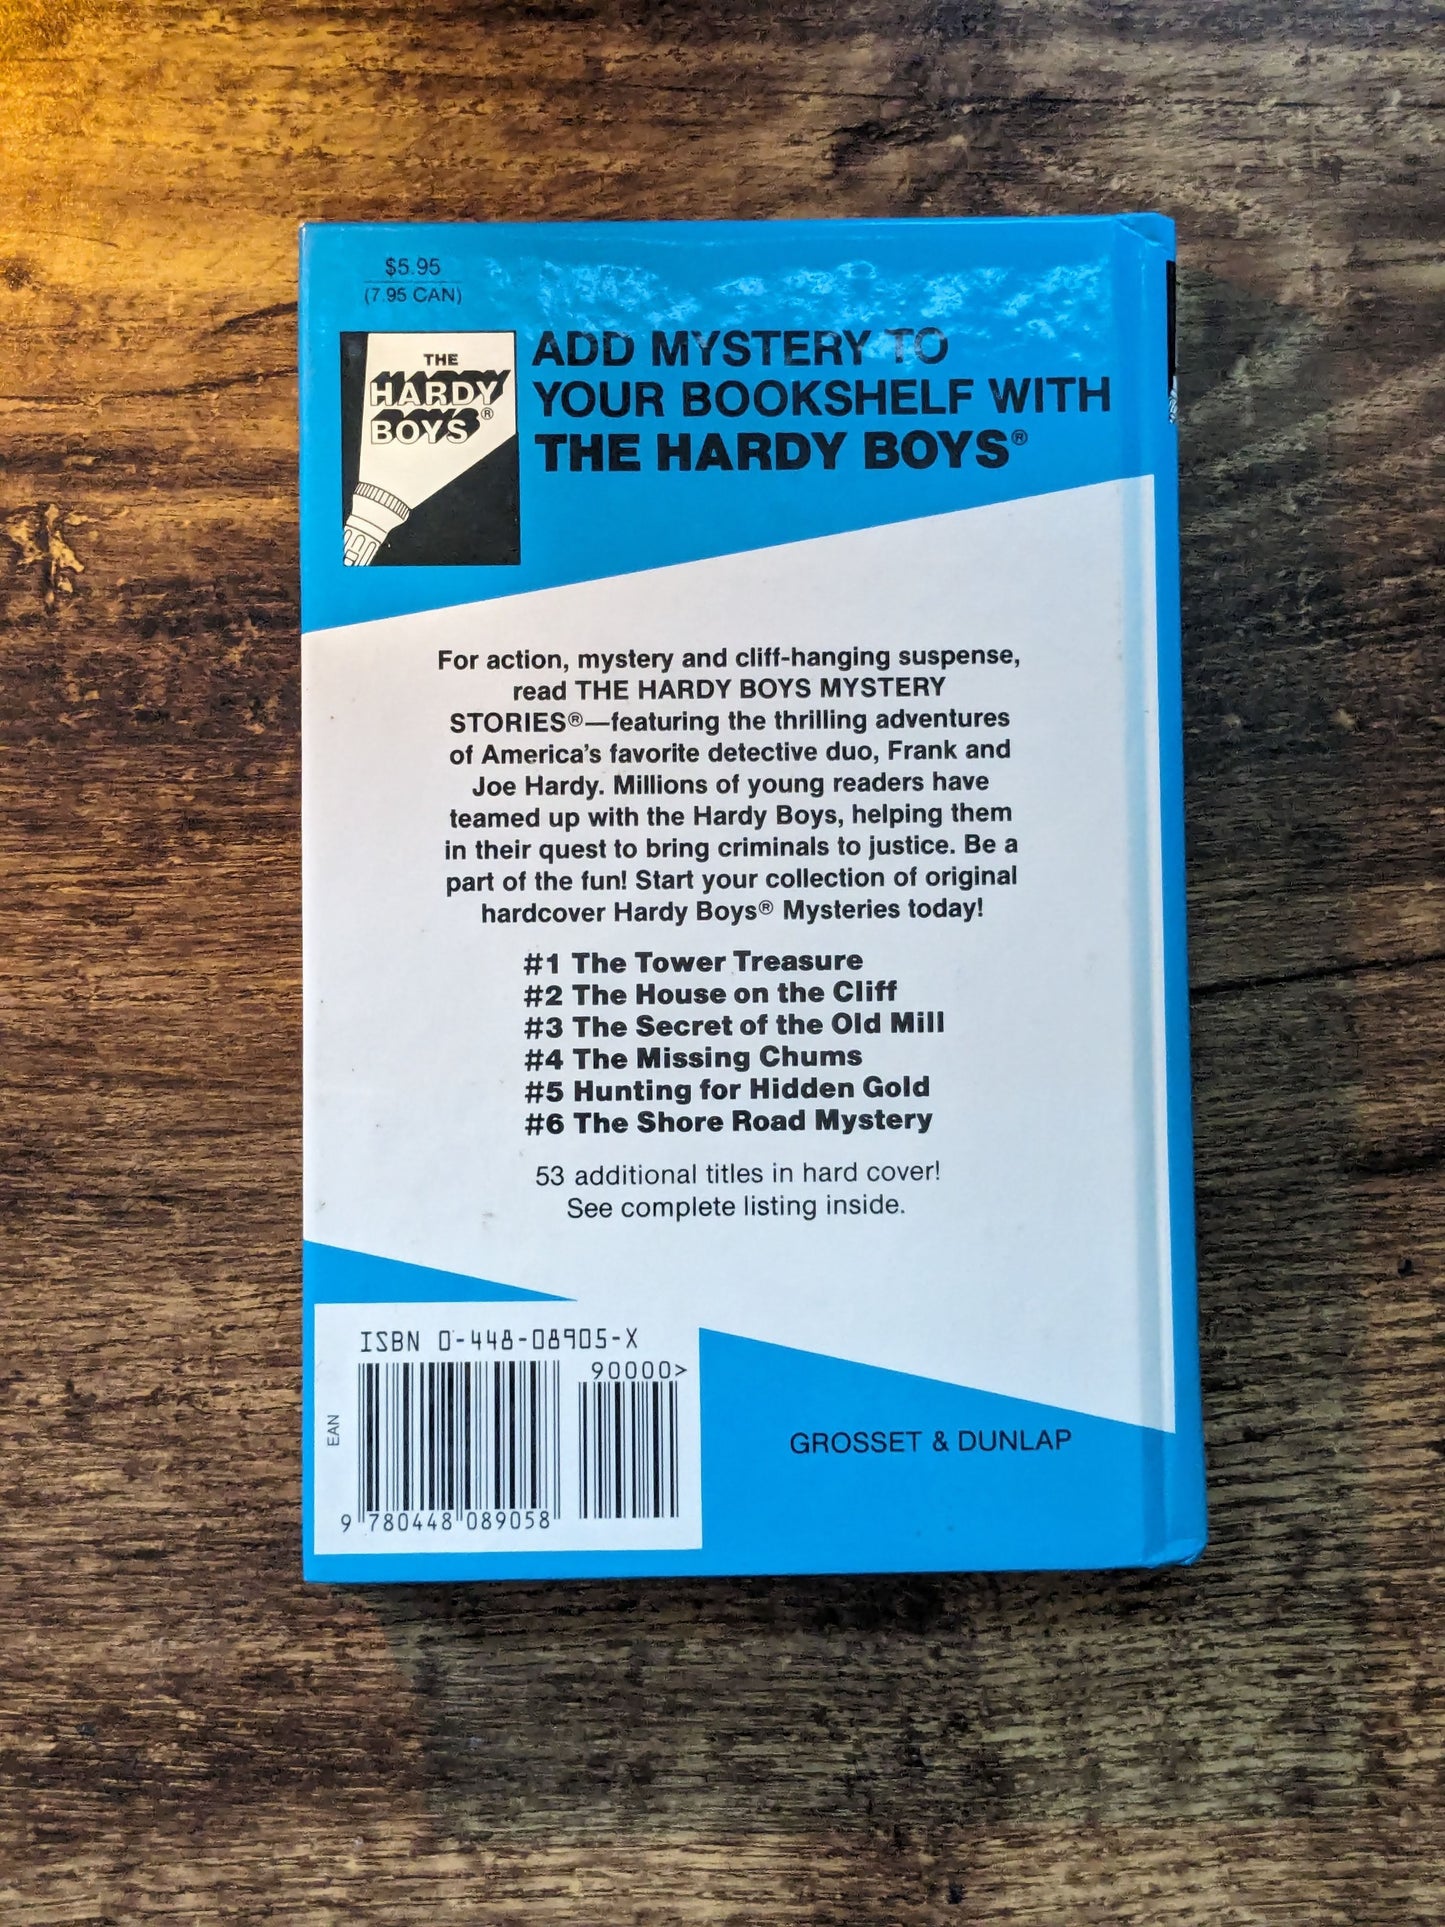 $5.95
(7.95 CAN)
THE
HARDY
BOYS®
ADD MYSTERY TO
YOUR BOOKSHELF WITH
THE HARDY BOYS®
For action, mystery and cliff-hanging suspense,
read THE HARDY BOYS MYSTERY
STORIES®—featuring the thrilling adventures
of America's favorite detective duo, Frank and
Joe Hardy. Millions of young readers have
teamed up with the Hardy Boys, helping them
in their quest to bring criminals to justice. Be a
part of the fun! Start your collection of original
hardcover Hardy Boys® Mysteries today!
#1 The Tower Treasure
#2 The House on the Cliff
#3 The Secret of the Old Mill
#4 The Missing Chums
#5 Hunting for Hidden Gold
#6 The Shore Road Mystery
53 additional titles in hard cover!
See complete listing inside.
ISBN 0-448-08905-X
90000>
EAN
9 780448 089058
GROSSET & DUNLAP